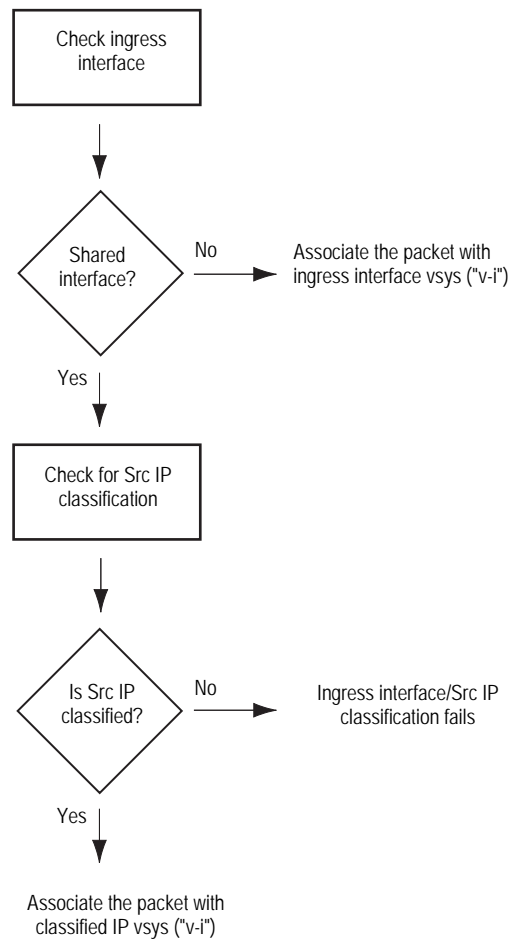 Check ingress
interface
Shared
interface?
No
Associate the packet with
ingress interface vsys ("v-i")
Yes
Check for Src IP
classification
Is Src IP
classified?
No
Ingress interface/Src IP
classification fails
Yes
Associate the packet with
classified IP vsys ("v-i")